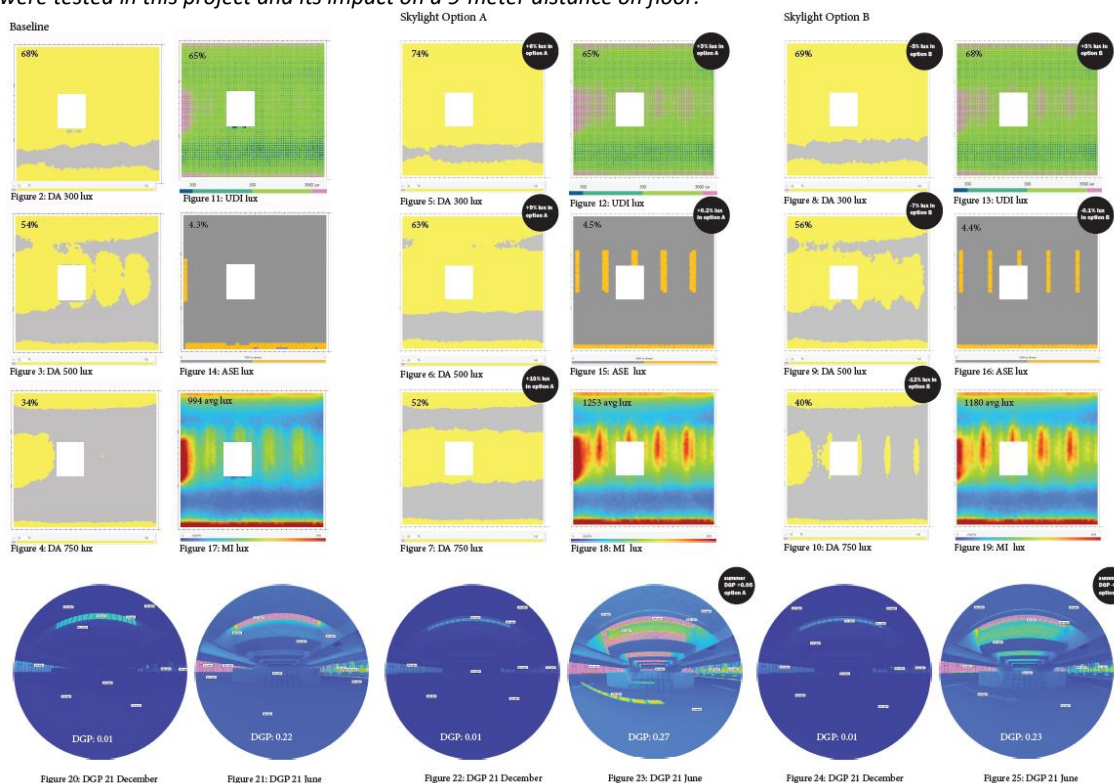 were tested in this project and its impact on a 9-meter distance on floor.
Baseline
Skylight Option A
Skylight Option B
68%
65%
74%
+6% lux in
option A
65%
+3% lux in
option A
69%
-5% lux in
option B
68%
+3% lux in
option B
Figure 2: DA 300 lux
Figure 11: UDI lux
Figure 5: DA 300 lux
Figure 12: UDI lux
Figure 8: DA 300 lux
Figure 13: UDI lux
54%
4.3%
63%
+9% lux in
option A
4.5%
+0.2% lux
in option A
56%
-7% lux in
option B
4.4%
-0.1% lux
in option B
Figure 3: DA 500 lux
Figure 14: ASE lux
Figure 6: DA 500 lux
Figure 15: ASE lux
Figure 9: DA 500 lux
Figure 16: ASE lux
34%
994 avg lux
52%
in option A
1253 avg lux
40%
-12% lux in
option B
1180 avg lux
Figure 4: DA 750 lux
Figure 17: MI lux
Figure 7: DA 750 lux
Figure 18: MI lux
Figure 10: DA 750 lux
Figure 19: MI lux
summer
DGP +0.06
option A
summer
option
DGP: 0.01
DGP: 0.22
DGP: 0.01
DGP: 0.27
DGP: 0.01
DGP: 0.23
Figure 20: DGP 21 December
Figure 21: DGP 21 June
Figure 22: DGP 21 December
Figure 23: DGP 21 June
Figure 24: DGP 21 December
Figure 25: DGP 21 June